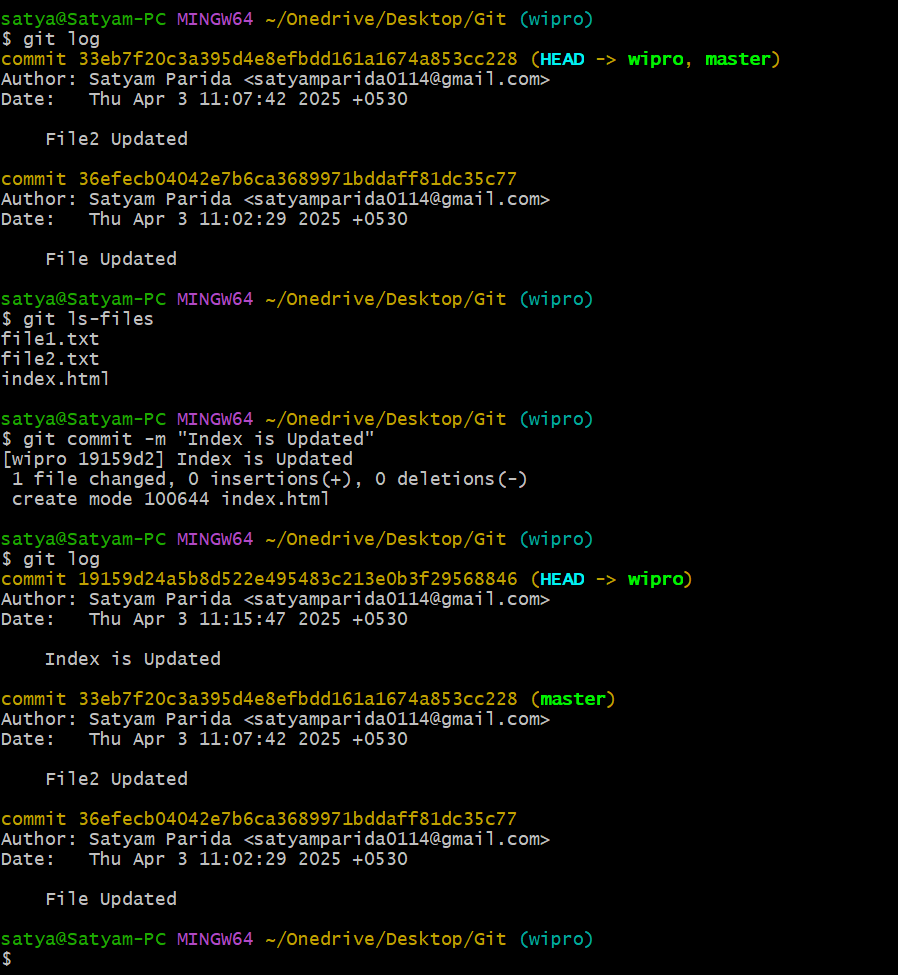 satya@Satyam-PC MINGW64 ~/Onedrive/Desktop/Git (wipro)
$ git log
commit 33eb7f20c3a395d4e8efbdd161a1674a853cc228 (HEAD -> wipro, master)
Author: Satyam Parida <satyamparida0114@gmail.com>
Date:   Thu Apr 3 11:07:42 2025 +0530
    File2 Updated
commit 36efecb04042e7b6ca3689971bddaff81dc35c77
Author: Satyam Parida <satyamparida0114@gmail.com>
Date:   Thu Apr 3 11:02:29 2025 +0530
    File Updated
satya@Satyam-PC MINGW64 ~/Onedrive/Desktop/Git (wipro)
$ git ls-files
file1.txt
file2.txt
index.html
satya@Satyam-PC MINGW64 ~/Onedrive/Desktop/Git (wipro)
$ git commit -m "Index is Updated"
[wipro 19159d2] Index is Updated
 1 file changed, 0 insertions(+), 0 deletions(-)
 create mode 100644 index.html
satya@Satyam-PC MINGW64 ~/Onedrive/Desktop/Git (wipro)
$ git log
commit 19159d24a5b8d522e495483c213e0b3f29568846 (HEAD -> wipro)
Author: Satyam Parida <satyamparida0114@gmail.com>
Date:   Thu Apr 3 11:15:47 2025 +0530
    Index is Updated
commit 33eb7f20c3a395d4e8efbdd161a1674a853cc228 (master)
Author: Satyam Parida <satyamparida0114@gmail.com>
Date:   Thu Apr 3 11:07:42 2025 +0530
    File2 Updated
commit 36efecb04042e7b6ca3689971bddaff81dc35c77
Author: Satyam Parida <satyamparida0114@gmail.com>
Date:   Thu Apr 3 11:02:29 2025 +0530
    File Updated
satya@Satyam-PC MINGW64 ~/Onedrive/Desktop/Git (wipro)
$